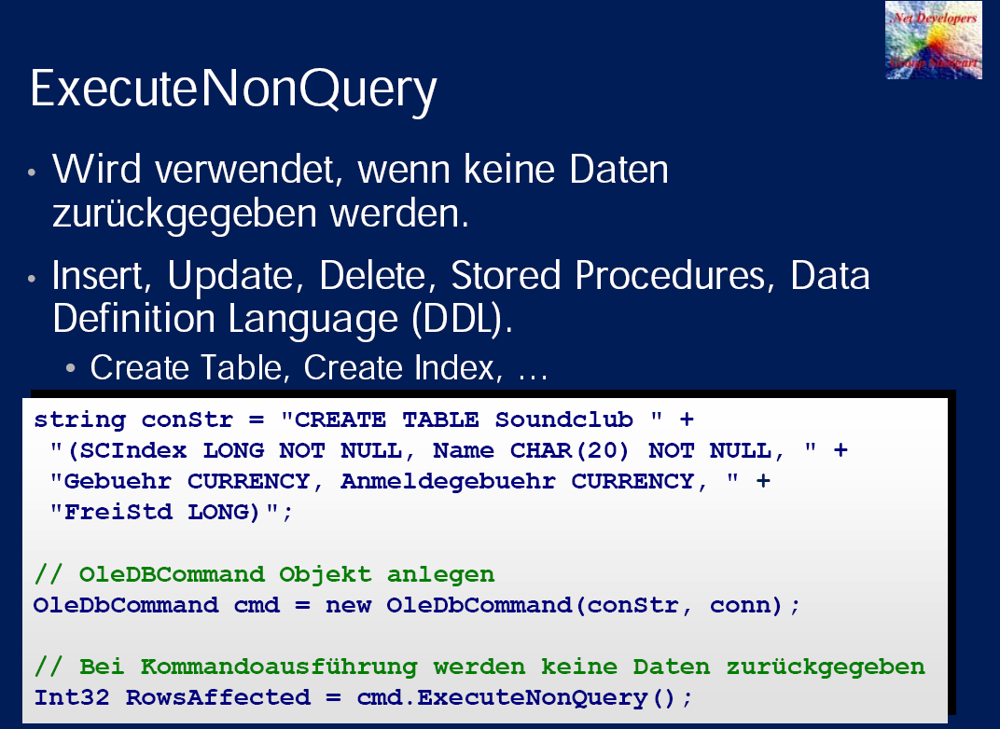 .Net Developers
Group Stuttgart
ExecuteNonQuery
• Wird verwendet, wenn keine Daten
zurückgegeben werden.
• Insert, Update, Delete, Stored Procedures, Data
Definition Language (DDL).
• Create Table, Create Index, …
string conStr = "CREATE TABLE Soundclub " +
"(SCIndex LONG NOT NULL, Name CHAR(20) NOT NULL, " +
"Gebuehr CURRENCY, Anmeldegebuehr CURRENCY, " +
"FreiStd LONG)";
// OleDBCommand Objekt anlegen
OleDbCommand cmd = new OleDbCommand(conStr, conn);
// Bei Kommandoausführung werden keine Daten zurückgegeben
Int32 RowsAffected = cmd.ExecuteNonQuery();